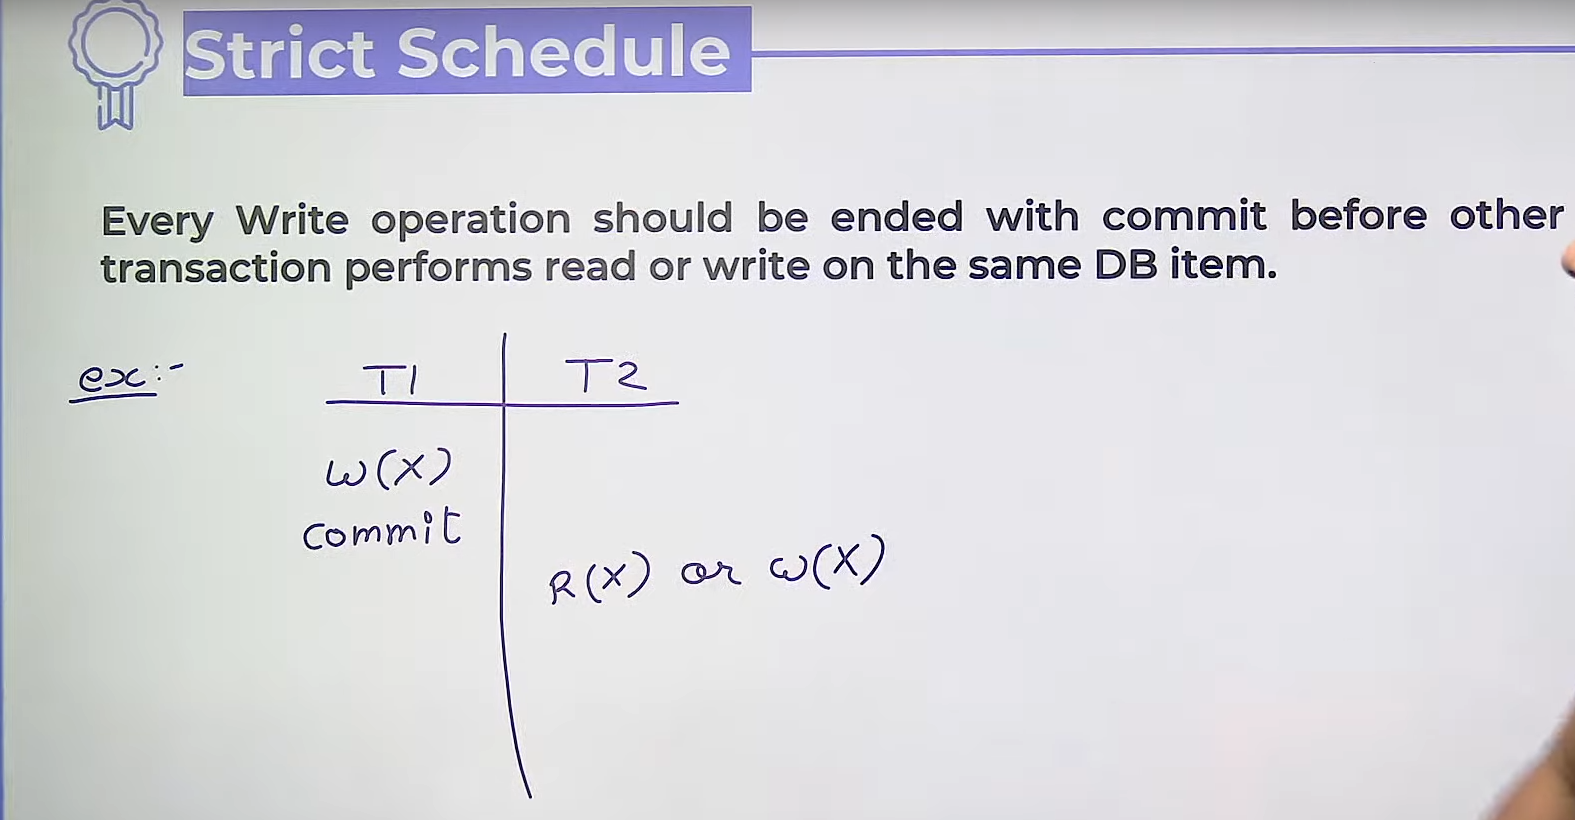 Strict Schedule
Every Write operation should be ended with commit before other
transaction performs read or write on the same DB item.
ex:-
T1 T2
W(X)
Commit
R(X) or W(X)